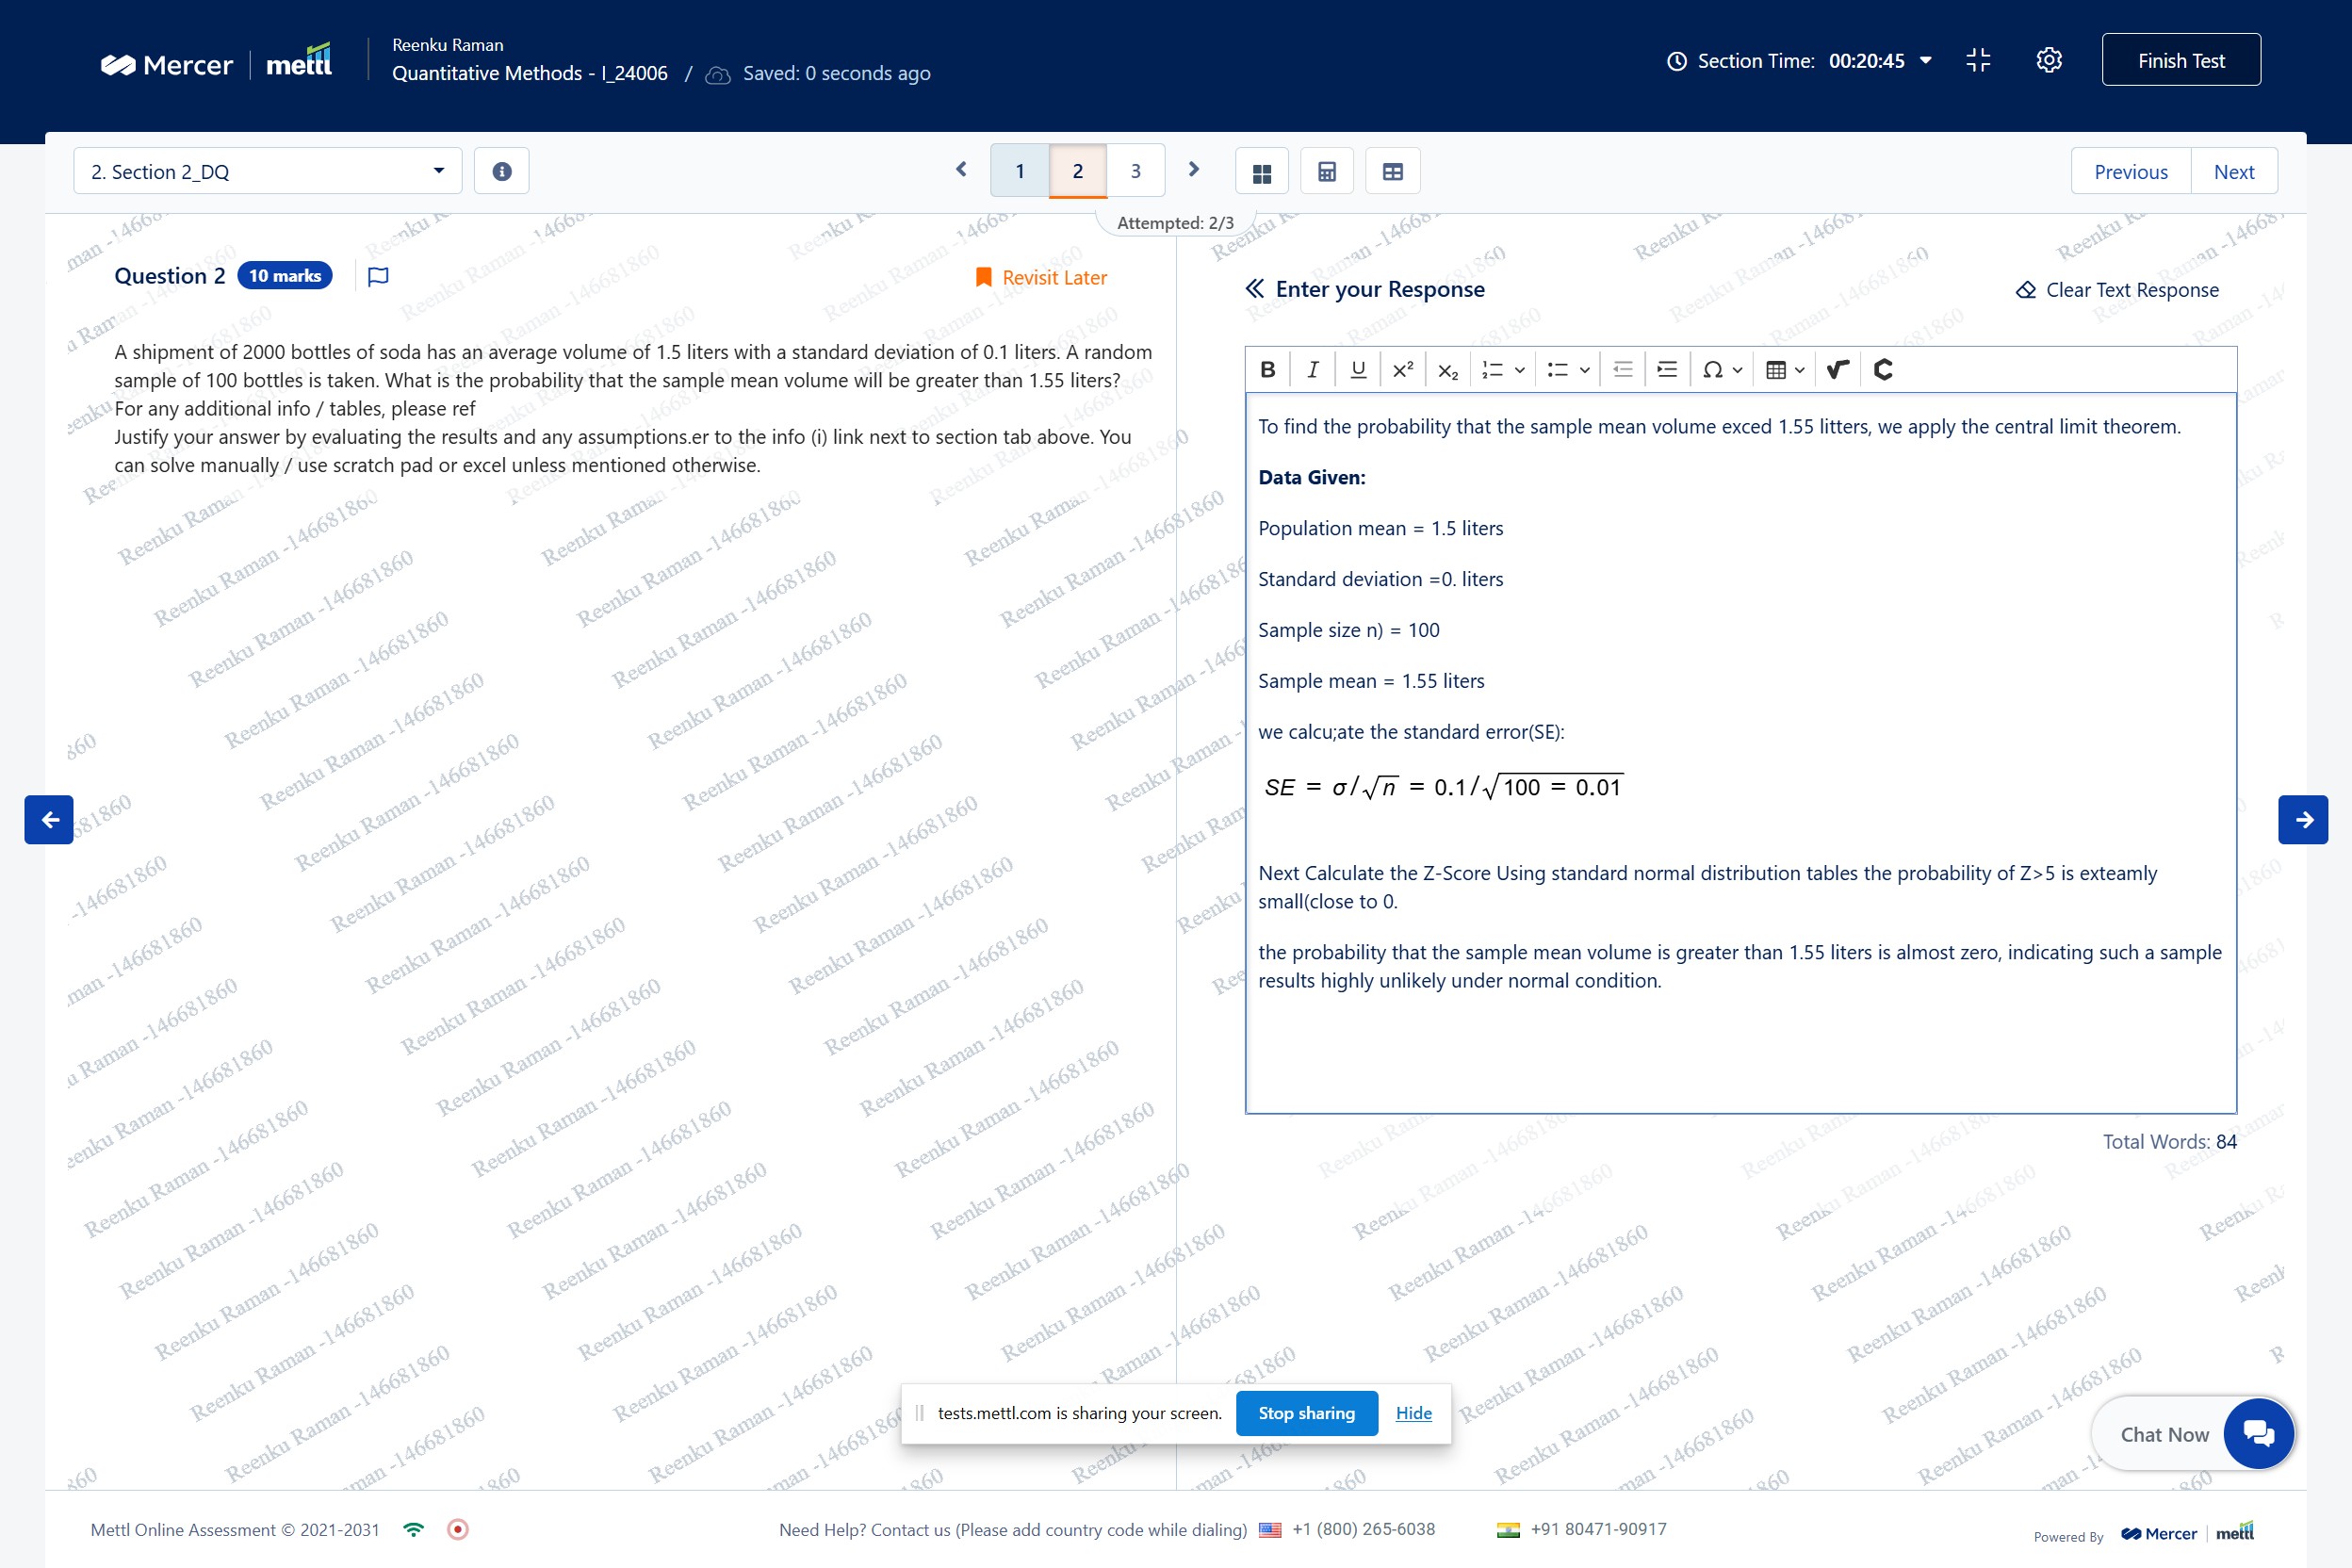 Mercer | mettl
Reenku Raman
Quantitative Methods - I_24006 / Saved: 0 seconds ago
Section Time: 00:20:45
Finish Test
2. Section 2_DQ
1 2 3
Previous Next
Attempted: 2/3
Question 2 10 marks
Revisit Later
A shipment of 2000 bottles of soda has an average volume of 1.5 liters with a standard deviation of 0.1 liters. A random
sample of 100 bottles is taken. What is the probability that the sample mean volume will be greater than 1.55 liters?
For any additional info / tables, please ref
Justify your answer by evaluating the results and any assumptions.er to the info (i) link next to section tab above. You
can solve manually / use scratch pad or excel unless mentioned otherwise.
Enter your Response
Clear Text Response
B I U x² x₂ Ω
To find the probability that the sample mean volume exced 1.55 litters, we apply the central limit theorem.
Data Given:
Population mean = 1.5 liters
Standard deviation =0. liters
Sample size n) = 100
Sample mean = 1.55 liters
we calcu;ate the standard error(SE):
SE = σ/√n = 0.1/√100 = 0.01
Next Calculate the Z-Score Using standard normal distribution tables the probability of Z>5 is exteamly
small(close to 0.
the probability that the sample mean volume is greater than 1.55 liters is almost zero, indicating such a sample
results highly unlikely under normal condition.
Total Words: 84
Reenku Raman -146681860
tests.mettl.com is sharing your screen. Stop sharing Hide
Chat Now
Mettl Online Assessment © 2021-2031
Need Help? Contact us (Please add country code while dialing) +1 (800) 265-6038 +91 80471-90917
Powered By Mercer | mettl